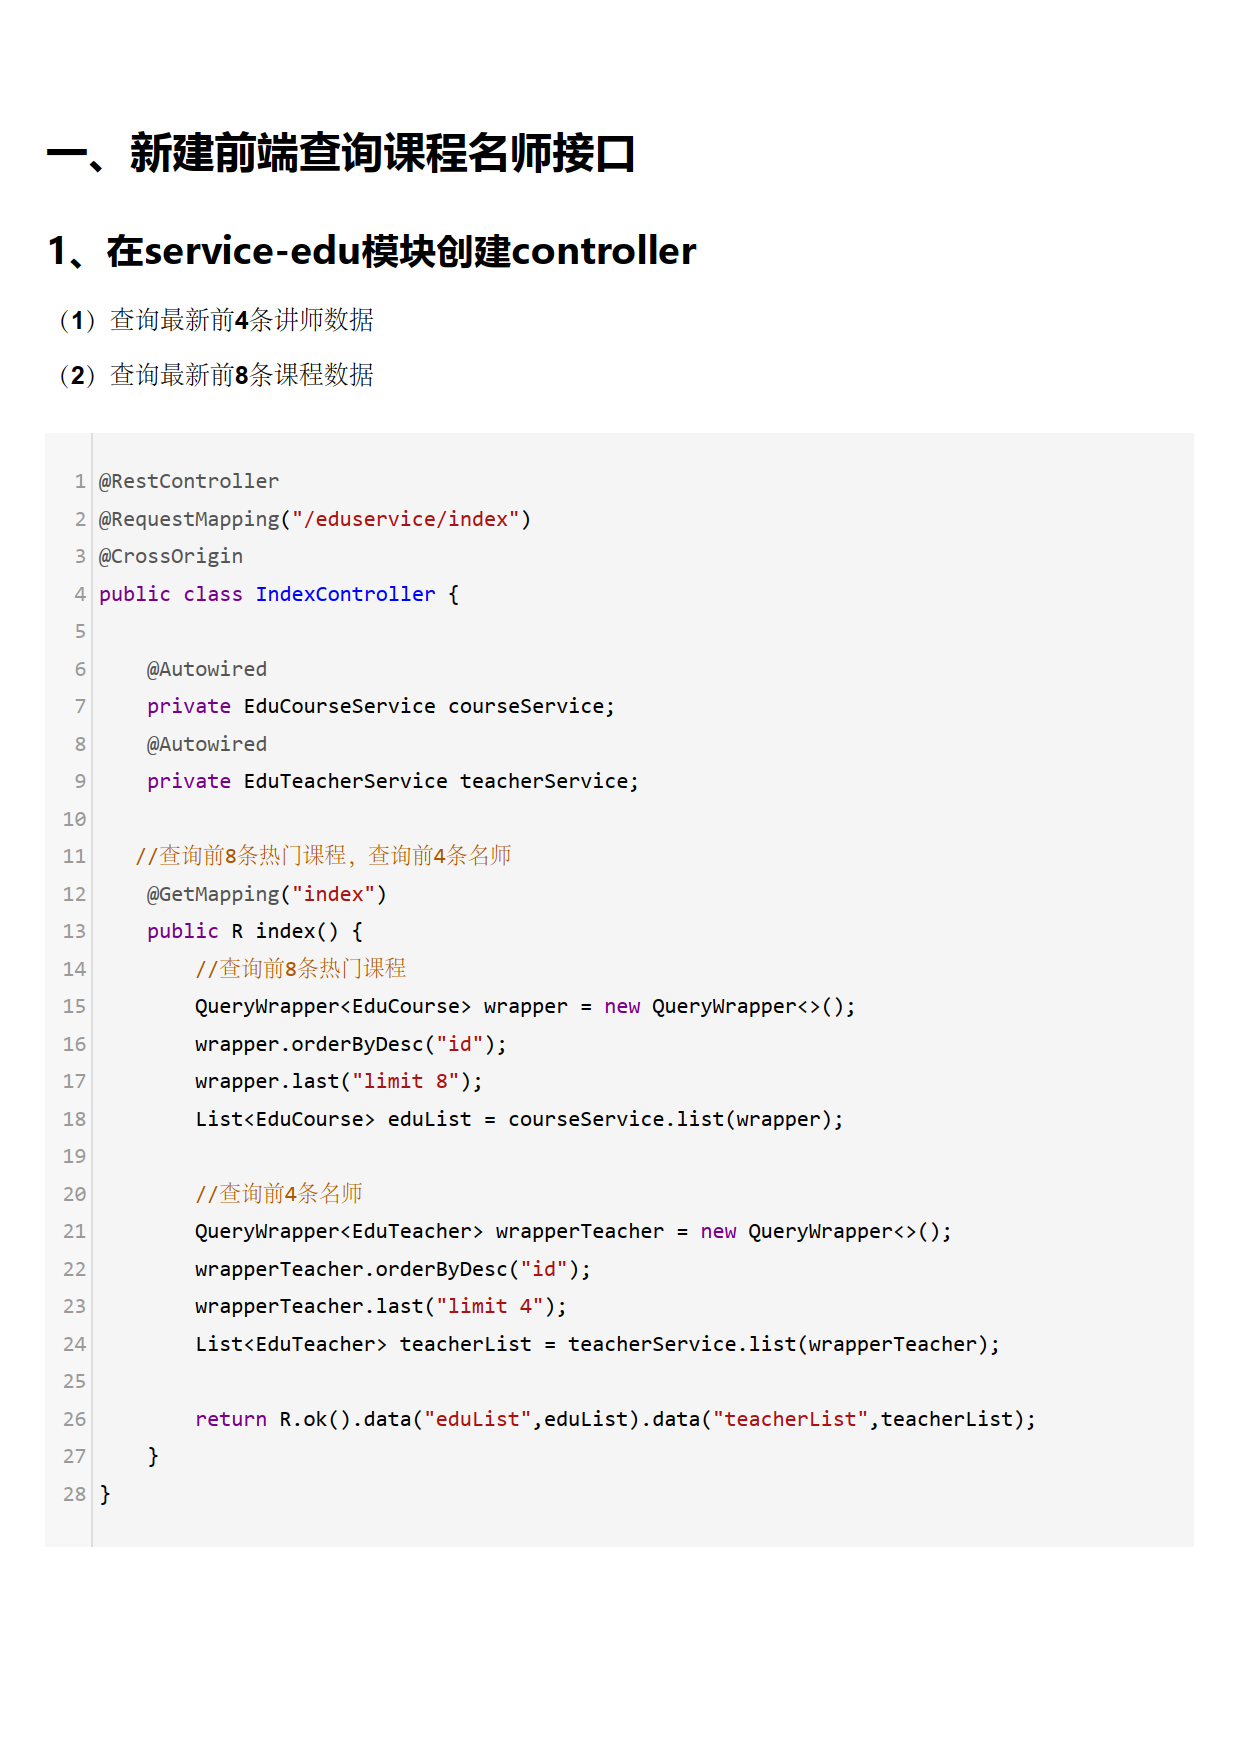 一、新建前端查询课程名师接口
1、在service-edu模块创建controller
（1）查询最新前4条讲师数据
（2）查询最新前8条课程数据
1 @RestController
2 @RequestMapping("/eduservice/index")
3 @CrossOrigin
4 public class IndexController {
5
6     @Autowired
7     private EduCourseService courseService;
8     @Autowired
9     private EduTeacherService teacherService;
10
11    //查询前8条热门课程，查询前4条名师
12     @GetMapping("index")
13     public R index() {
14         //查询前8条热门课程
15         QueryWrapper<EduCourse> wrapper = new QueryWrapper<>();
16         wrapper.orderByDesc("id");
17         wrapper.last("limit 8");
18         List<EduCourse> eduList = courseService.list(wrapper);
19
20         //查询前4条名师
21         QueryWrapper<EduTeacher> wrapperTeacher = new QueryWrapper<>();
22         wrapperTeacher.orderByDesc("id");
23         wrapperTeacher.last("limit 4");
24         List<EduTeacher> teacherList = teacherService.list(wrapperTeacher);
25
26         return R.ok().data("eduList",eduList).data("teacherList",teacherList);
27     }
28 }